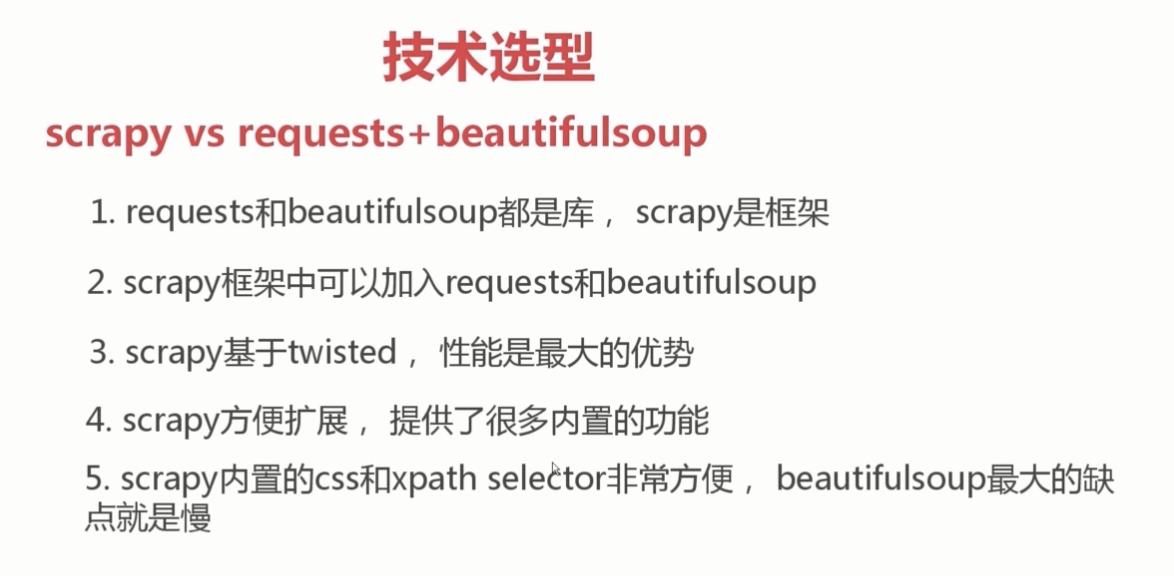 技术选型
scrapy vs requests+beautifulsoup
1. requests和beautifulsoup都是库， scrapy是框架
2. scrapy框架中可以加入requests和beautifulsoup
3. scrapy基于twisted， 性能是最大的优势
4. scrapy方便扩展， 提供了很多内置的功能
5. scrapy内置的css和xpath selector非常方便， beautifulsoup最大的缺
点就是慢